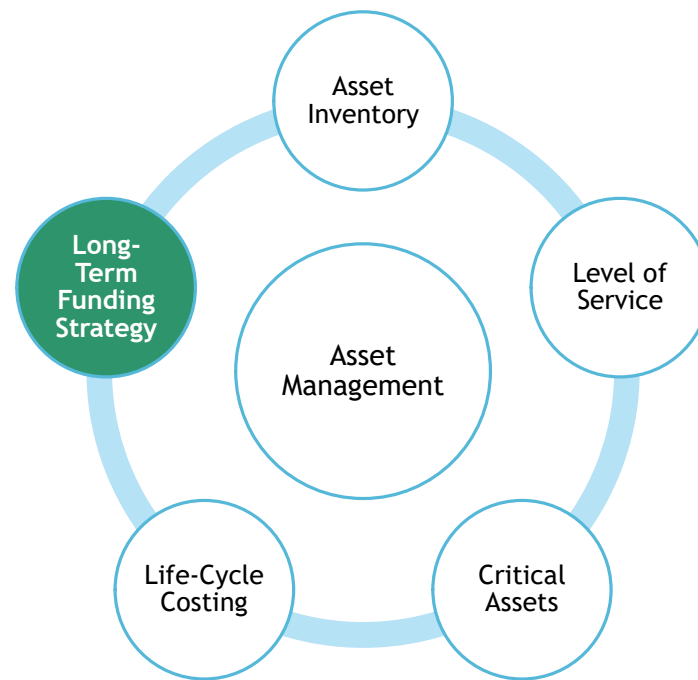 Asset
Inventory
Long-
Term
Funding
Strategy
Level of
Service
Asset
Management
Life-Cycle
Costing
Critical
Assets